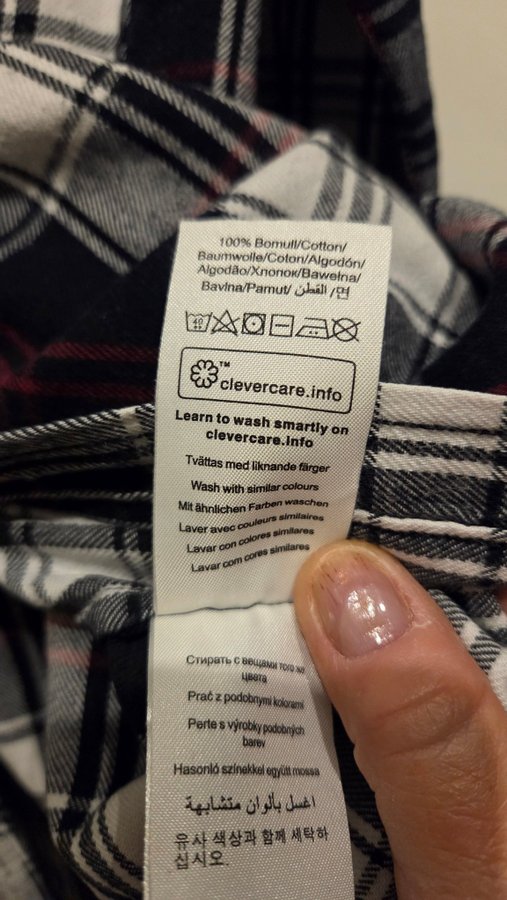 100% Bomull/Cotton/
Baumwolle/Coton/Algodón/
Algodão/Хлопок/Bawełna/
Bavlna/Pamut/ القطن /면
40
™
clevercare.info
Learn to wash smartly on
clevercare.info
Tvättas med liknande färger
Wash with similar colours
Mit ähnlichen Farben waschen
Laver avec couleurs similaires
Lavar con colores similares
Lavar com cores similares
Стирать с вещами того же
цвета
Prać z podobnymi kolorami
Perte s výrobky podobných
barev
Hasonló színekkel együtt mossa
اغسل بألوان متشابهة
유사 색상과 함께 세탁하
십시오.